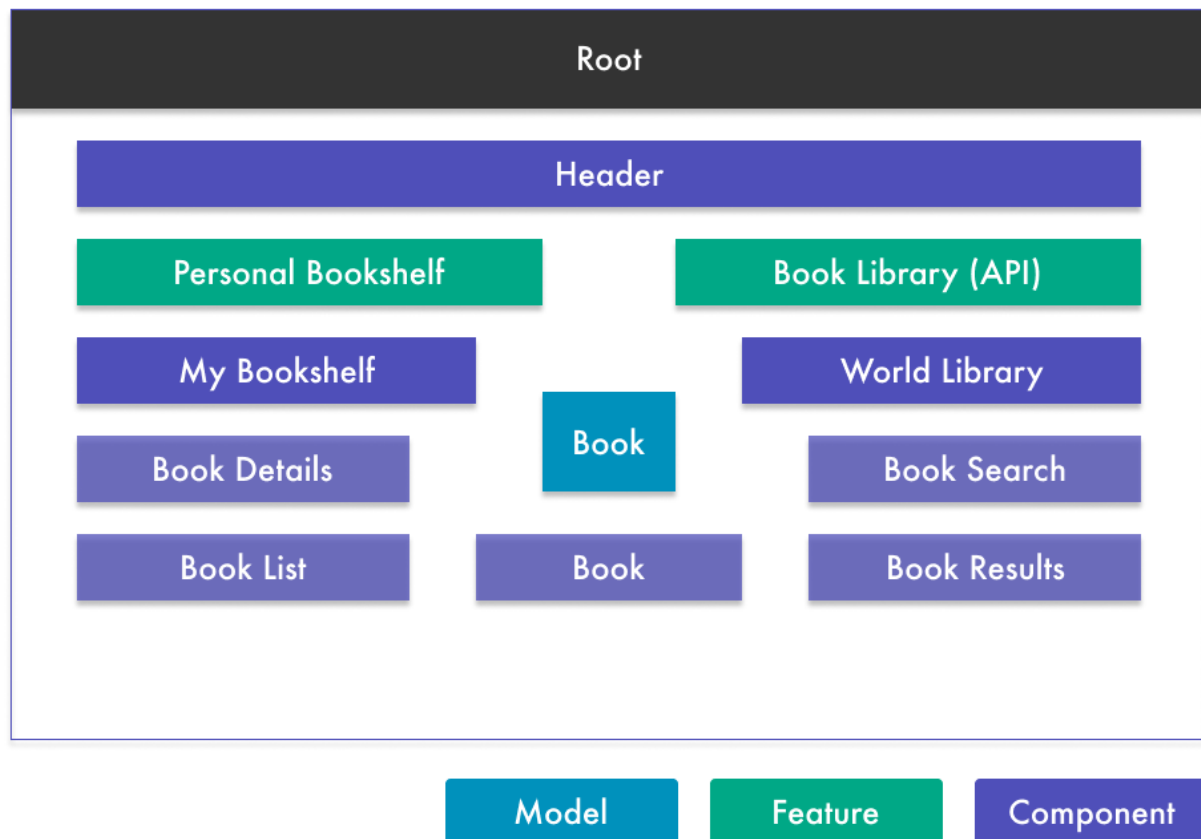 Root
Header
Personal Bookshelf
Book Library (API)
My Bookshelf
World Library
Book
Book Details
Book Search
Book List
Book
Book Results
Model
Feature
Component